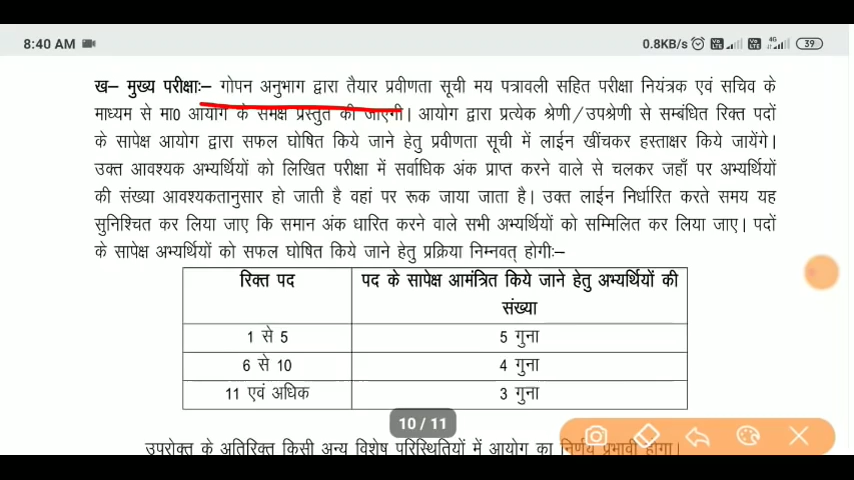 8:40 AM
0.8KB/s 4G 39
ख– मुख्य परीक्षाः– गोपन अनुभाग द्वारा तैयार प्रवीणता सूची मय पत्रावली सहित परीक्षा नियंत्रक एवं सचिव के
माध्यम से मा0 आयोग के समक्ष प्रस्तुत की जाएगी। आयोग द्वारा प्रत्येक श्रेणी/उपश्रेणी से सम्बंधित रिक्त पदों
के सापेक्ष आयोग द्वारा सफल घोषित किये जाने हेतु प्रवीणता सूची में लाईन खींचकर हस्ताक्षर किये जायेंगे।
उक्त आवश्यक अभ्यर्थियों को लिखित परीक्षा में सर्वाधिक अंक प्राप्त करने वाले से चलकर जहाँ पर अभ्यर्थियों
की संख्या आवश्यकतानुसार हो जाती है वहां पर रूक जाया जाता है। उक्त लाईन निर्धारित करते समय यह
सुनिश्चित कर लिया जाए कि समान अंक धारित करने वाले सभी अभ्यर्थियों को सम्मिलित कर लिया जाए। पदों
के सापेक्ष अभ्यर्थियों को सफल घोषित किये जाने हेतु प्रक्रिया निम्नवत् होगीः–
रिक्त पद पद के सापेक्ष आमंत्रित किये जाने हेतु अभ्यर्थियों की
संख्या
1 से 5 5 गुना
6 से 10 4 गुना
11 एवं अधिक 3 गुना
10 / 11
उपरोक्त के अतिरिक्त किसी अन्य विशेष परिस्थितियों में आयोग का निर्णय प्रभावी होगा।